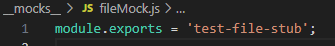 __mocks__ > JS fileMock.js > ...
1 module.exports = 'test-file-stub';